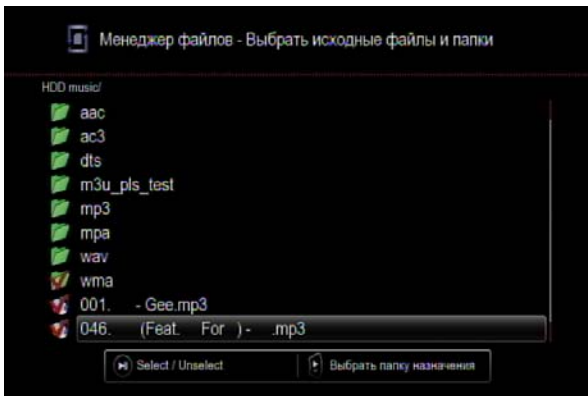 Менеджер файлов - Выбрать исходные файлы и папки
HDD music/
aac
ac3
dts
m3u_pls_test
mp3
mpa
wav
wma
001. - Gee.mp3
046. (Feat. For ) - .mp3
Select / Unselect Выбрать папку назначения